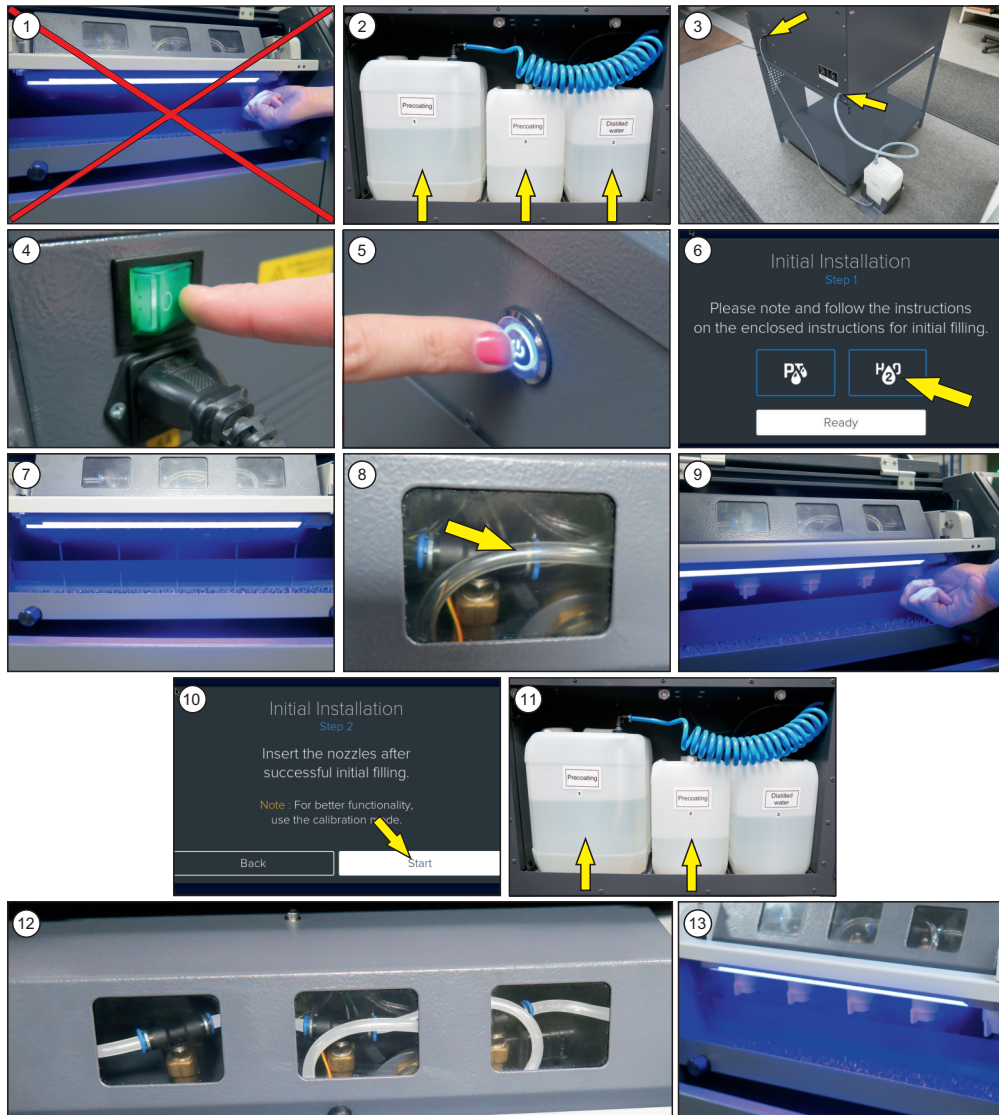 1
2
Precoating
1
Precoating
2
Distilled
water
3
3
4
5
6
Initial Installation
Step 1
Please note and follow the instructions
on the enclosed instructions for initial filling.
H2O
Ready
7
8
9
10
Initial Installation
Step 2
Insert the nozzles after
successful initial filling.
Note : For better functionality,
use the calibration mode.
Back
Start
11
Precoating
1
Precoating
2
Distilled
water
3
12
13